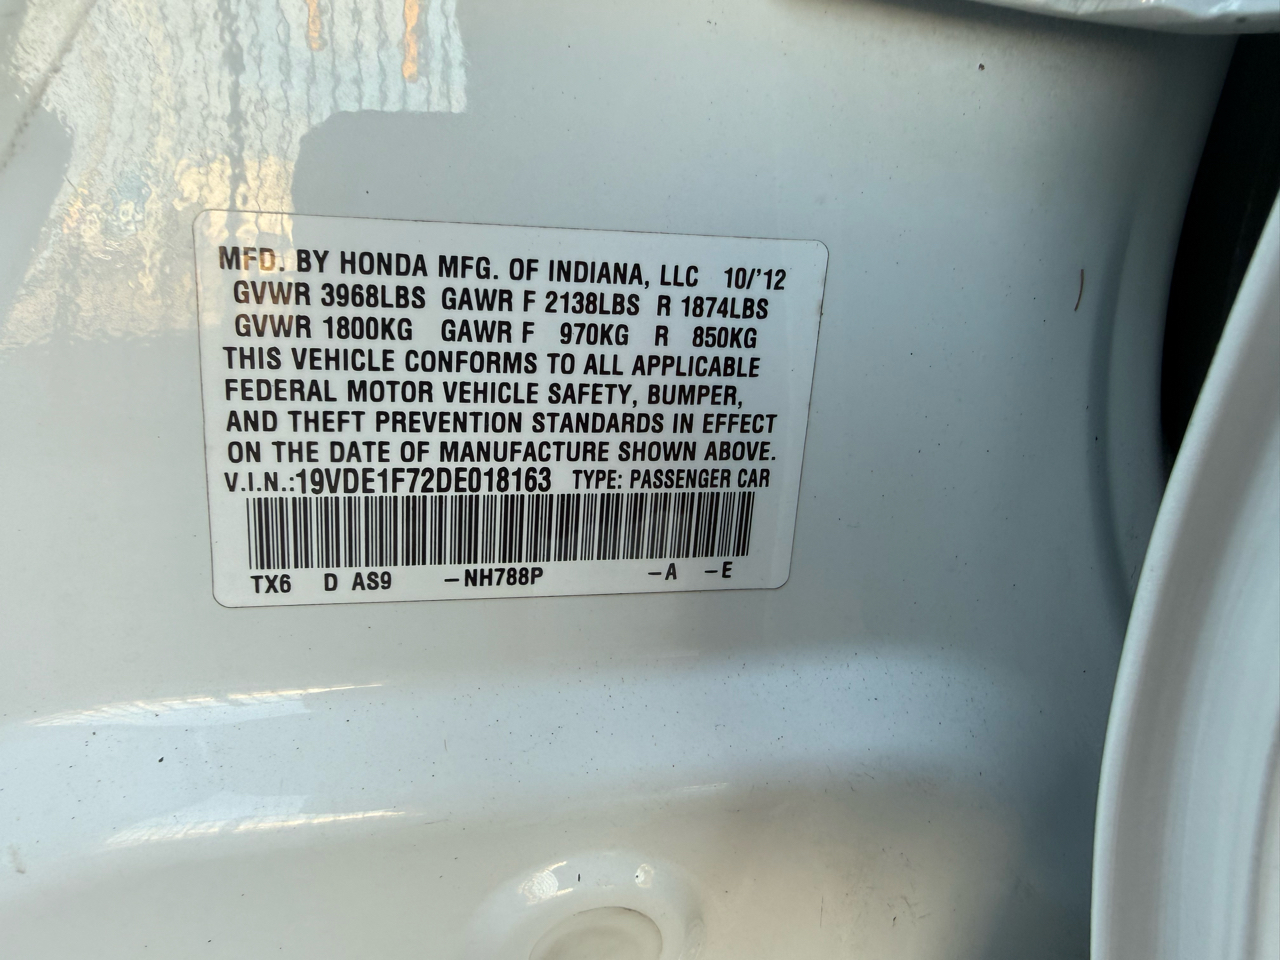 MFD. BY HONDA MFG. OF INDIANA, LLC 10/'12
GVWR 3968LBS GAWR F 2138LBS R 1874LBS
GVWR 1800KG GAWR F 970KG R 850KG
THIS VEHICLE CONFORMS TO ALL APPLICABLE
FEDERAL MOTOR VEHICLE SAFETY, BUMPER,
AND THEFT PREVENTION STANDARDS IN EFFECT
ON THE DATE OF MANUFACTURE SHOWN ABOVE.
V.I.N.:19VDE1F72DE018163 TYPE: PASSENGER CAR
TX6 D AS9 -NH788P -A -E